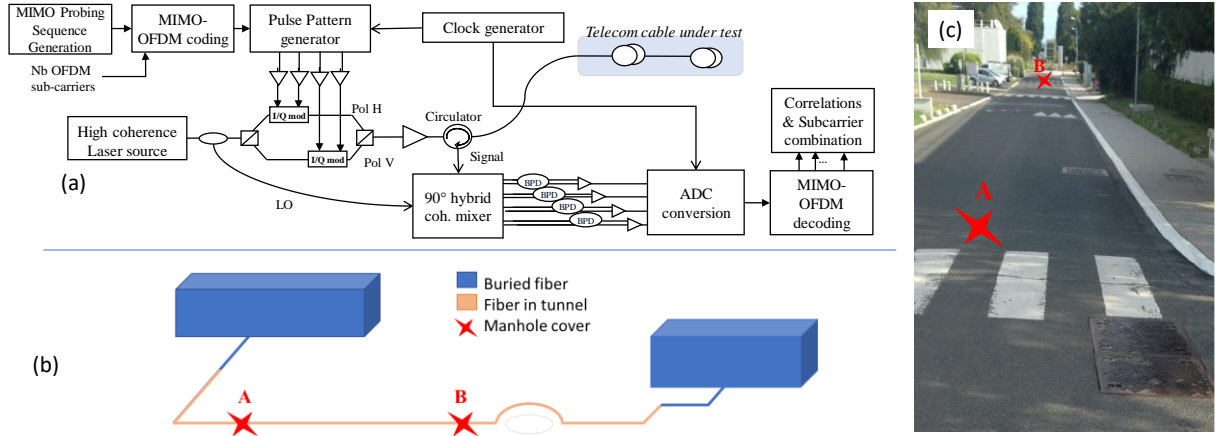 MIMO Probing
Sequence
Generation
MIMO-
OFDM coding
Pulse Pattern
generator
Clock generator
Telecom cable under test
Nb OFDM
sub-carriers
I/Q mod
Pol H
High coherence
Laser source
I/Q mod
Pol V
Circulator
Signal
Correlations
& Subcarrier
combination
...
(a)
LO
90° hybrid
coh. mixer
BPD
BPD
BPD
BPD
ADC
conversion
MIMO-
OFDM
decoding
(b)
Buried fiber
Fiber in tunnel
Manhole cover
A
B
(c)
B
A